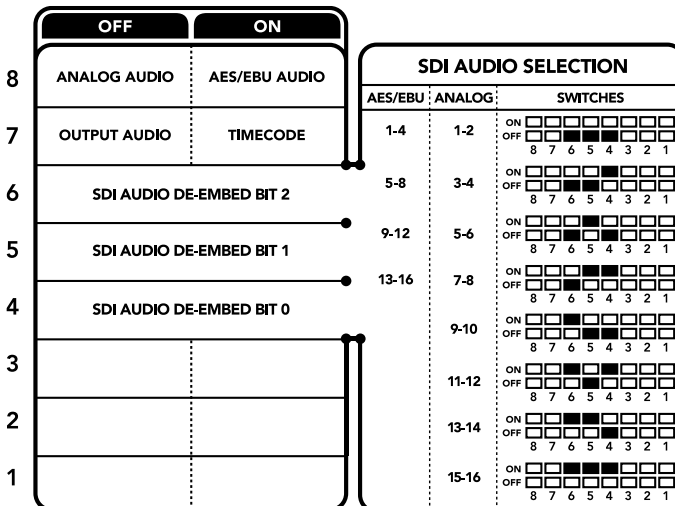 OFF ON
8 ANALOG AUDIO AES/EBU AUDIO
7 OUTPUT AUDIO TIMECODE
6 SDI AUDIO DE-EMBED BIT 2
5 SDI AUDIO DE-EMBED BIT 1
4 SDI AUDIO DE-EMBED BIT 0
3
2
1
SDI AUDIO SELECTION
AES/EBU ANALOG SWITCHES
1-4 1-2 ON
OFF
8 7 6 5 4 3 2 1
5-8 3-4 ON
OFF
8 7 6 5 4 3 2 1
9-12 5-6 ON
OFF
8 7 6 5 4 3 2 1
13-16 7-8 ON
OFF
8 7 6 5 4 3 2 1
9-10 ON
OFF
8 7 6 5 4 3 2 1
11-12 ON
OFF
8 7 6 5 4 3 2 1
13-14 ON
OFF
8 7 6 5 4 3 2 1
15-16 ON
OFF
8 7 6 5 4 3 2 1